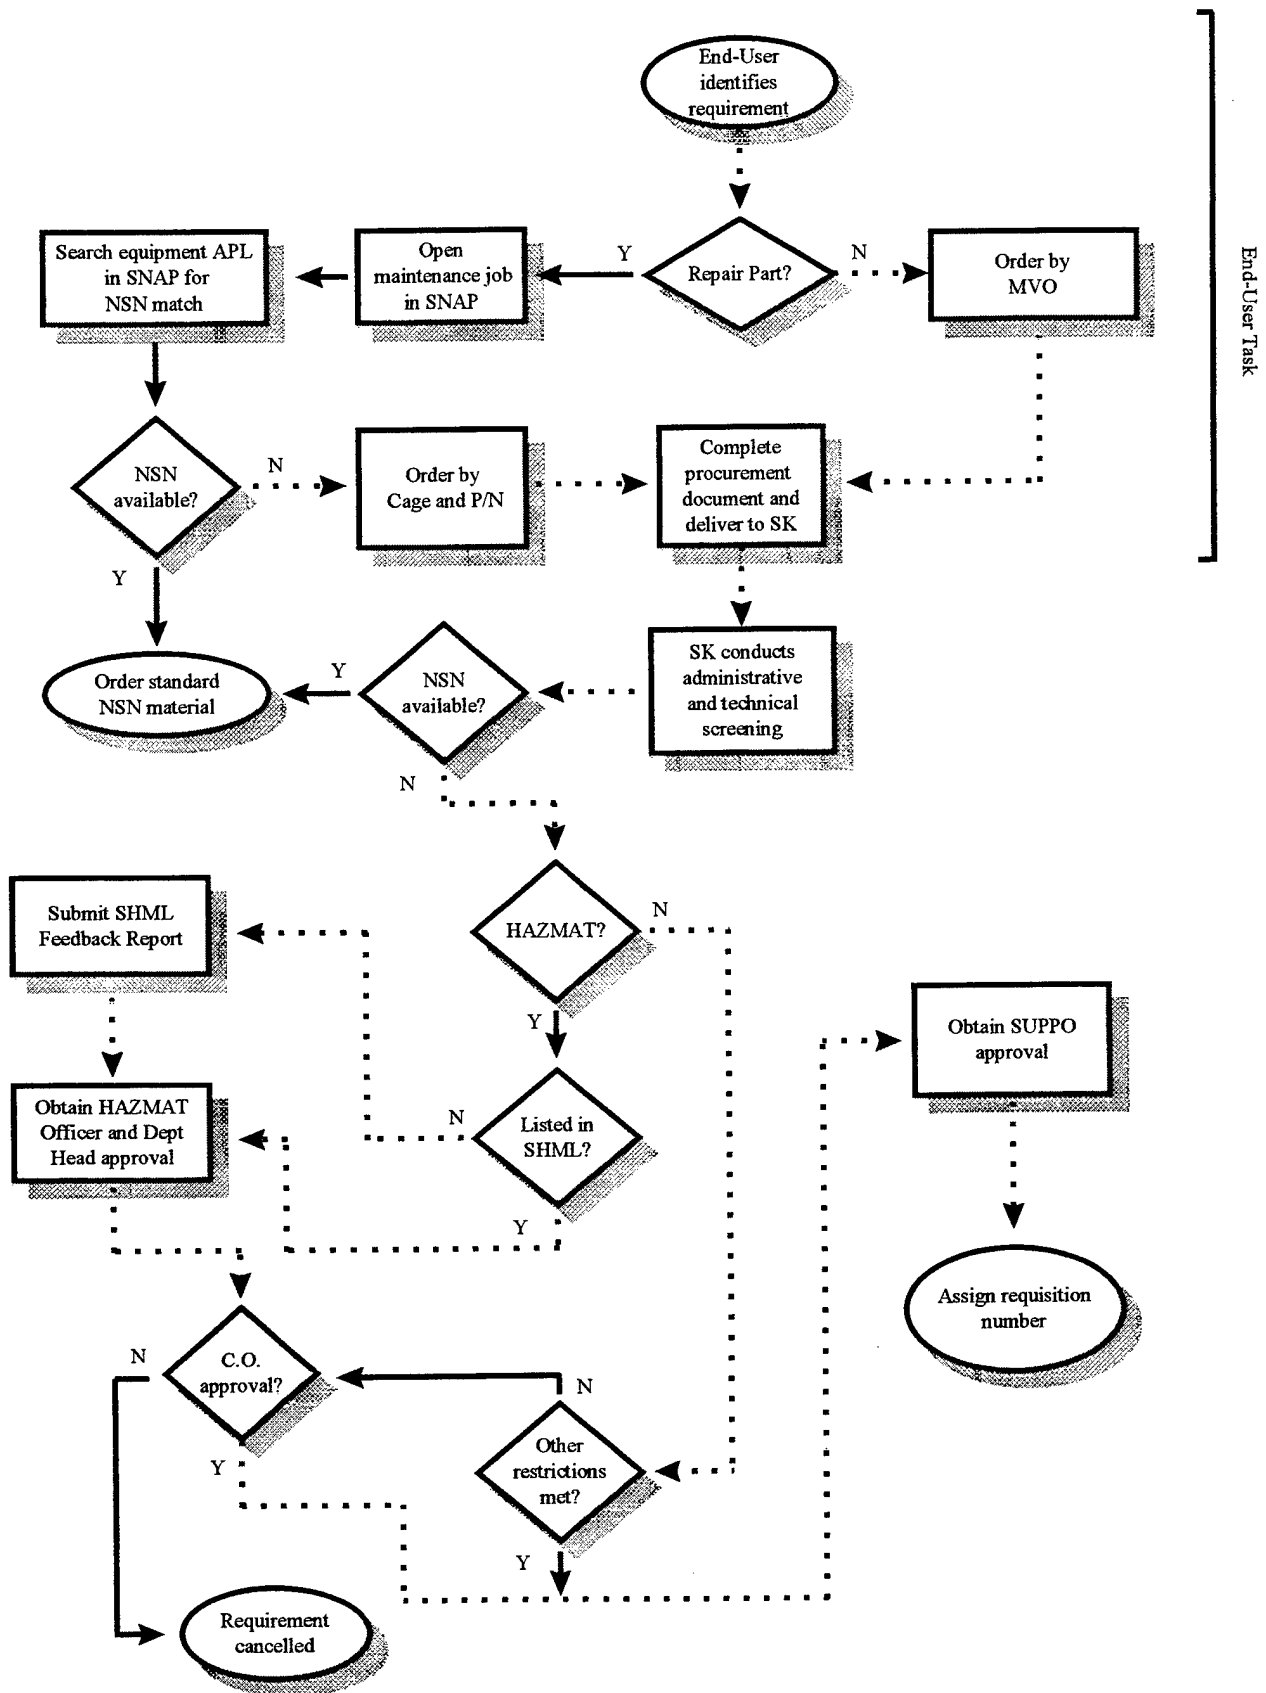 End-User
identifies
requirement
Repair Part?
Y
N
Open
maintenance job
in SNAP
Search equipment APL
in SNAP for
NSN match
Order by
MVO
End-User Task
NSN
available?
N
Y
Order by
Cage and P/N
Complete
procurement
document and
deliver to SK
SK conducts
administrative
and technical
screening
NSN
available?
Y
N
Order standard
NSN material
HAZMAT?
N
Y
Submit SHML
Feedback Report
Listed in
SHML?
N
Y
Obtain HAZMAT
Officer and Dept
Head approval
Obtain SUPPO
approval
Assign requisition
number
C.O.
approval?
N
Y
Other
restrictions
met?
N
Y
Requirement
cancelled